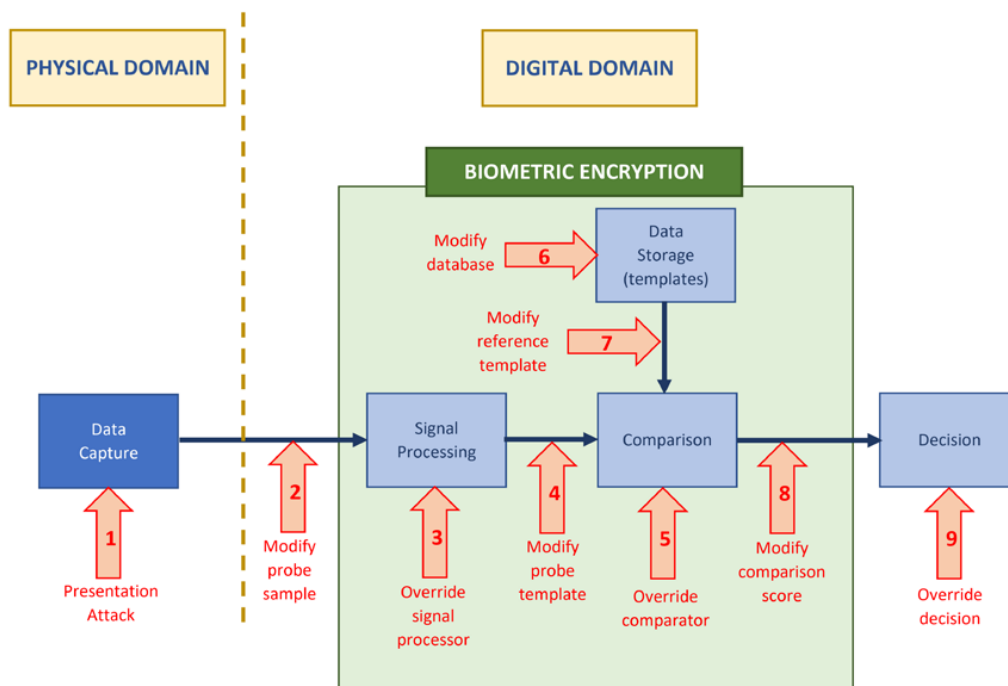 PHYSICAL DOMAIN
DIGITAL DOMAIN
BIOMETRIC ENCRYPTION
Modify
database
6
Data
Storage
(templates)
Modify
reference
template
7
Data
Capture
Signal
Processing
Comparison
Decision
1
Presentation
Attack
2
Modify
probe
sample
3
Override
signal
processor
4
Modify
probe
template
5
Override
comparator
8
Modify
comparison
score
9
Override
decision